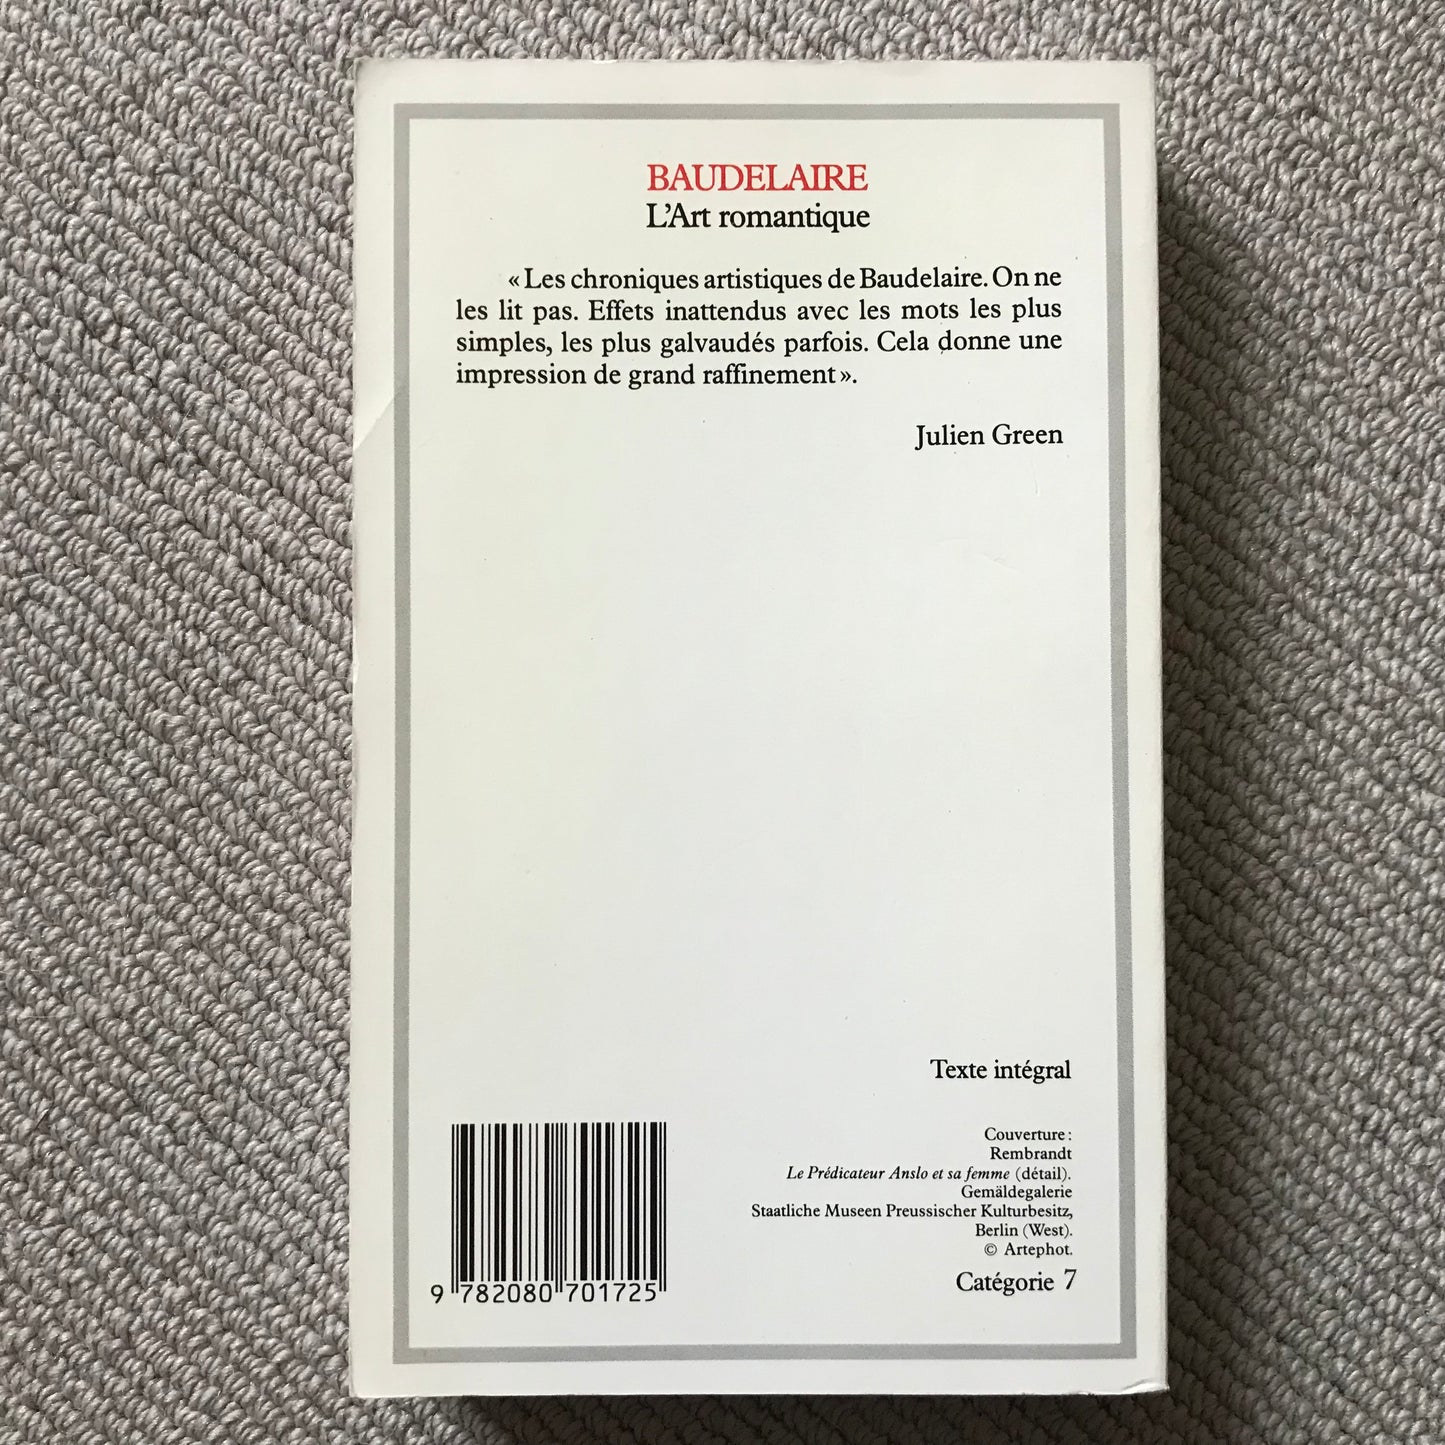 BAUDELAIRE
L'Art romantique
« Les chroniques artistiques de Baudelaire. On ne
les lit pas. Effets inattendus avec les mots les plus
simples, les plus galvaudés parfois. Cela donne une
impression de grand raffinement ».
Julien Green
Texte intégral
Couverture :
Rembrandt
Le Prédicateur Anslo et sa femme (détail).
Gemäldegalerie
Staatliche Museen Preussischer Kulturbesitz,
Berlin (West).
© Artephot.
Catégorie 7
9 782080 701725